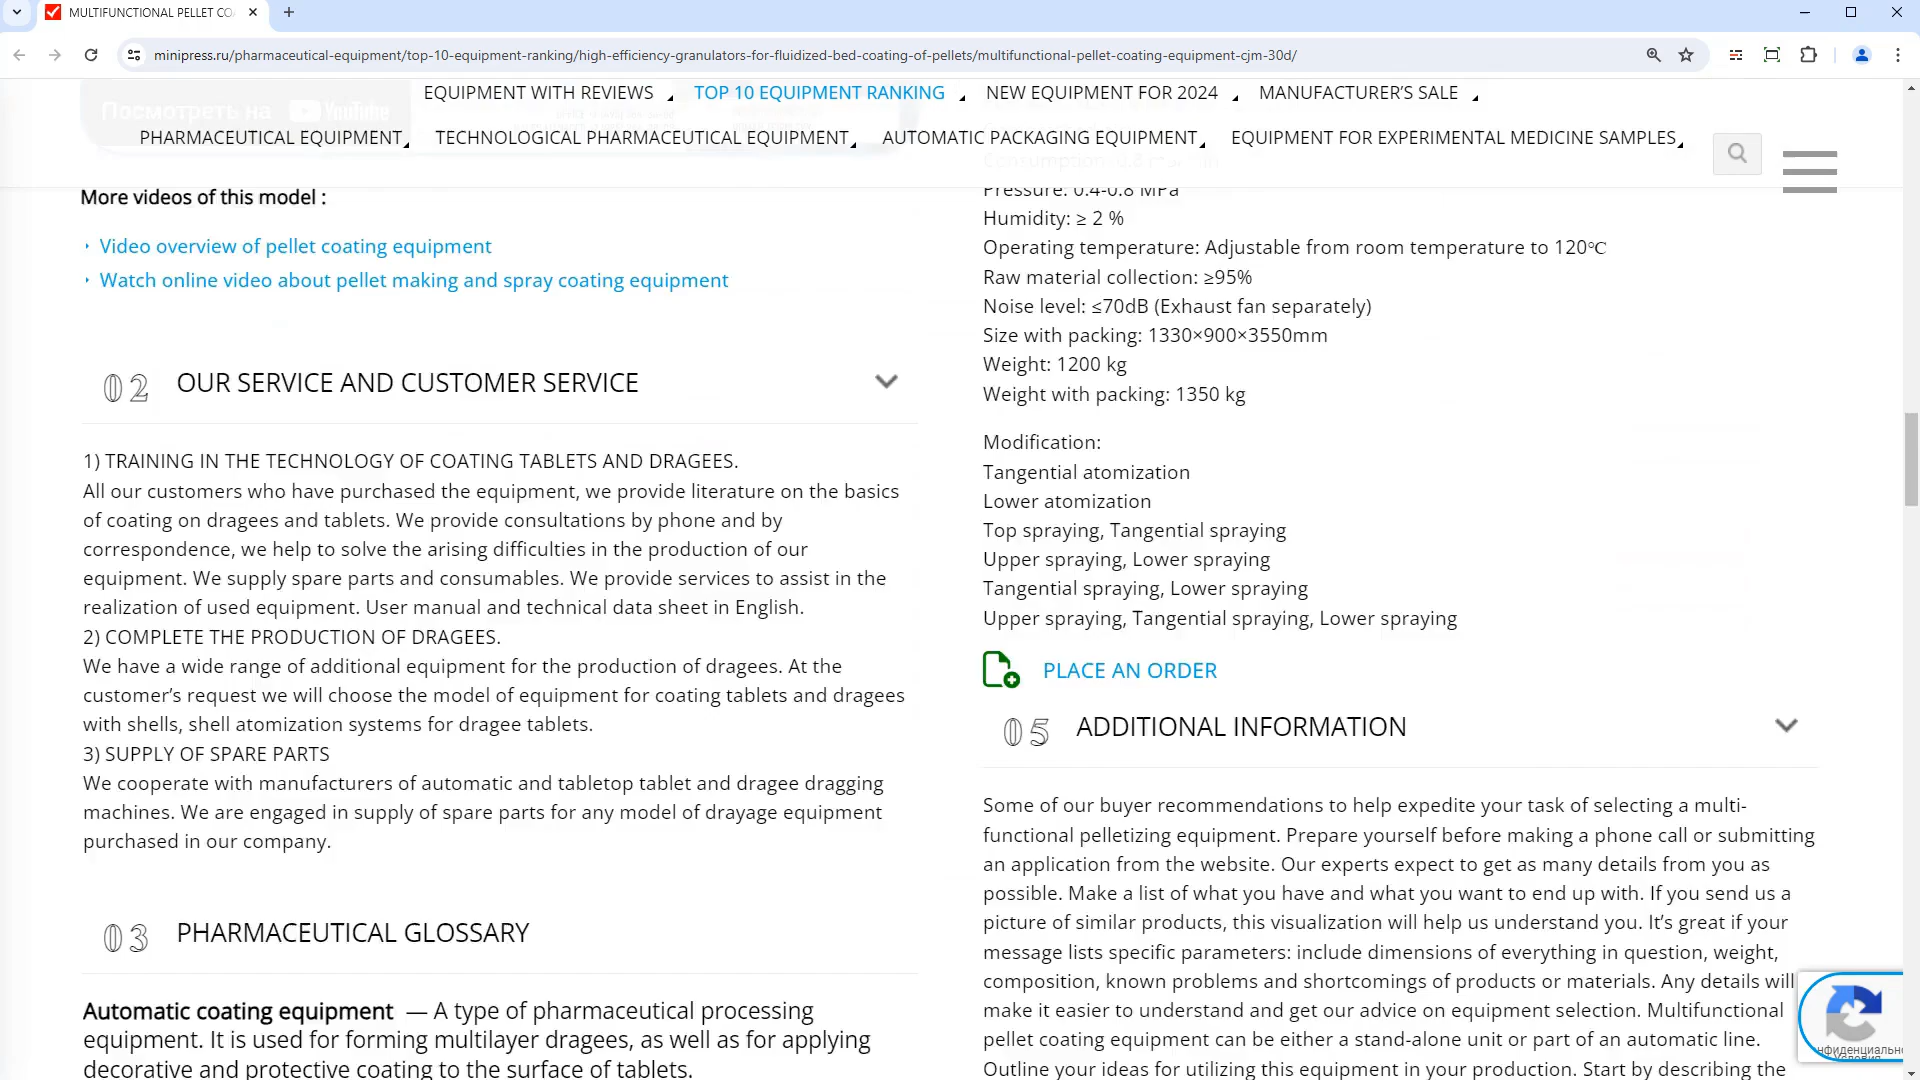 MULTIFUNCTIONAL PELLET CO
minipress.ru/pharmaceutical-equipment/top-10-equipment-ranking/high-efficiency-granulators-for-fluidized-bed-coating-of-pellets/multifunctional-pellet-coating-equipment-cjm-30d/
Посмотреть на YouTube
EQUIPMENT WITH REVIEWS
TOP 10 EQUIPMENT RANKING
NEW EQUIPMENT FOR 2024
MANUFACTURER’S SALE
PHARMACEUTICAL EQUIPMENT
TECHNOLOGICAL PHARMACEUTICAL EQUIPMENT
AUTOMATIC PACKAGING EQUIPMENT
EQUIPMENT FOR EXPERIMENTAL MEDICINE SAMPLES
More videos of this model :
Video overview of pellet coating equipment
Watch online video about pellet making and spray coating equipment
02 OUR SERVICE AND CUSTOMER SERVICE
1) TRAINING IN THE TECHNOLOGY OF COATING TABLETS AND DRAGEES.
All our customers who have purchased the equipment, we provide literature on the basics
of coating on dragees and tablets. We provide consultations by phone and by
correspondence, we help to solve the arising difficulties in the production of our
equipment. We supply spare parts and consumables. We provide services to assist in the
realization of used equipment. User manual and technical data sheet in English.
2) COMPLETE THE PRODUCTION OF DRAGEES.
We have a wide range of additional equipment for the production of dragees. At the
customer’s request we will choose the model of equipment for coating tablets and dragees
with shells, shell atomization systems for dragee tablets.
3) SUPPLY OF SPARE PARTS
We cooperate with manufacturers of automatic and tabletop tablet and dragee dragging
machines. We are engaged in supply of spare parts for any model of drayage equipment
purchased in our company.
03 PHARMACEUTICAL GLOSSARY
Automatic coating equipment — A type of pharmaceutical processing
equipment. It is used for forming multilayer dragees, as well as for applying
decorative and protective coating to the surface of tablets.
Pressure: 0.4-0.8 MPa
Humidity: ≥ 2 %
Operating temperature: Adjustable from room temperature to 120℃
Raw material collection: ≥95%
Noise level: ≤70dB (Exhaust fan separately)
Size with packing: 1330×900×3550mm
Weight: 1200 kg
Weight with packing: 1350 kg
Modification:
Tangential atomization
Lower atomization
Top spraying, Tangential spraying
Upper spraying, Lower spraying
Tangential spraying, Lower spraying
Upper spraying, Tangential spraying, Lower spraying
PLACE AN ORDER
05 ADDITIONAL INFORMATION
Some of our buyer recommendations to help expedite your task of selecting a multi-
functional pelletizing equipment. Prepare yourself before making a phone call or submitting
an application from the website. Our experts expect to get as many details from you as
possible. Make a list of what you have and what you want to end up with. If you send us a
picture of similar products, this visualization will help us understand you. It’s great if your
message lists specific parameters: include dimensions of everything in question, weight,
composition, known problems and shortcomings of products or materials. Any details will
make it easier to understand and get our advice on equipment selection. Multifunctional
pellet coating equipment can be either a stand-alone unit or part of an automatic line.
Outline your ideas for utilizing this equipment in your production. Start by describing the